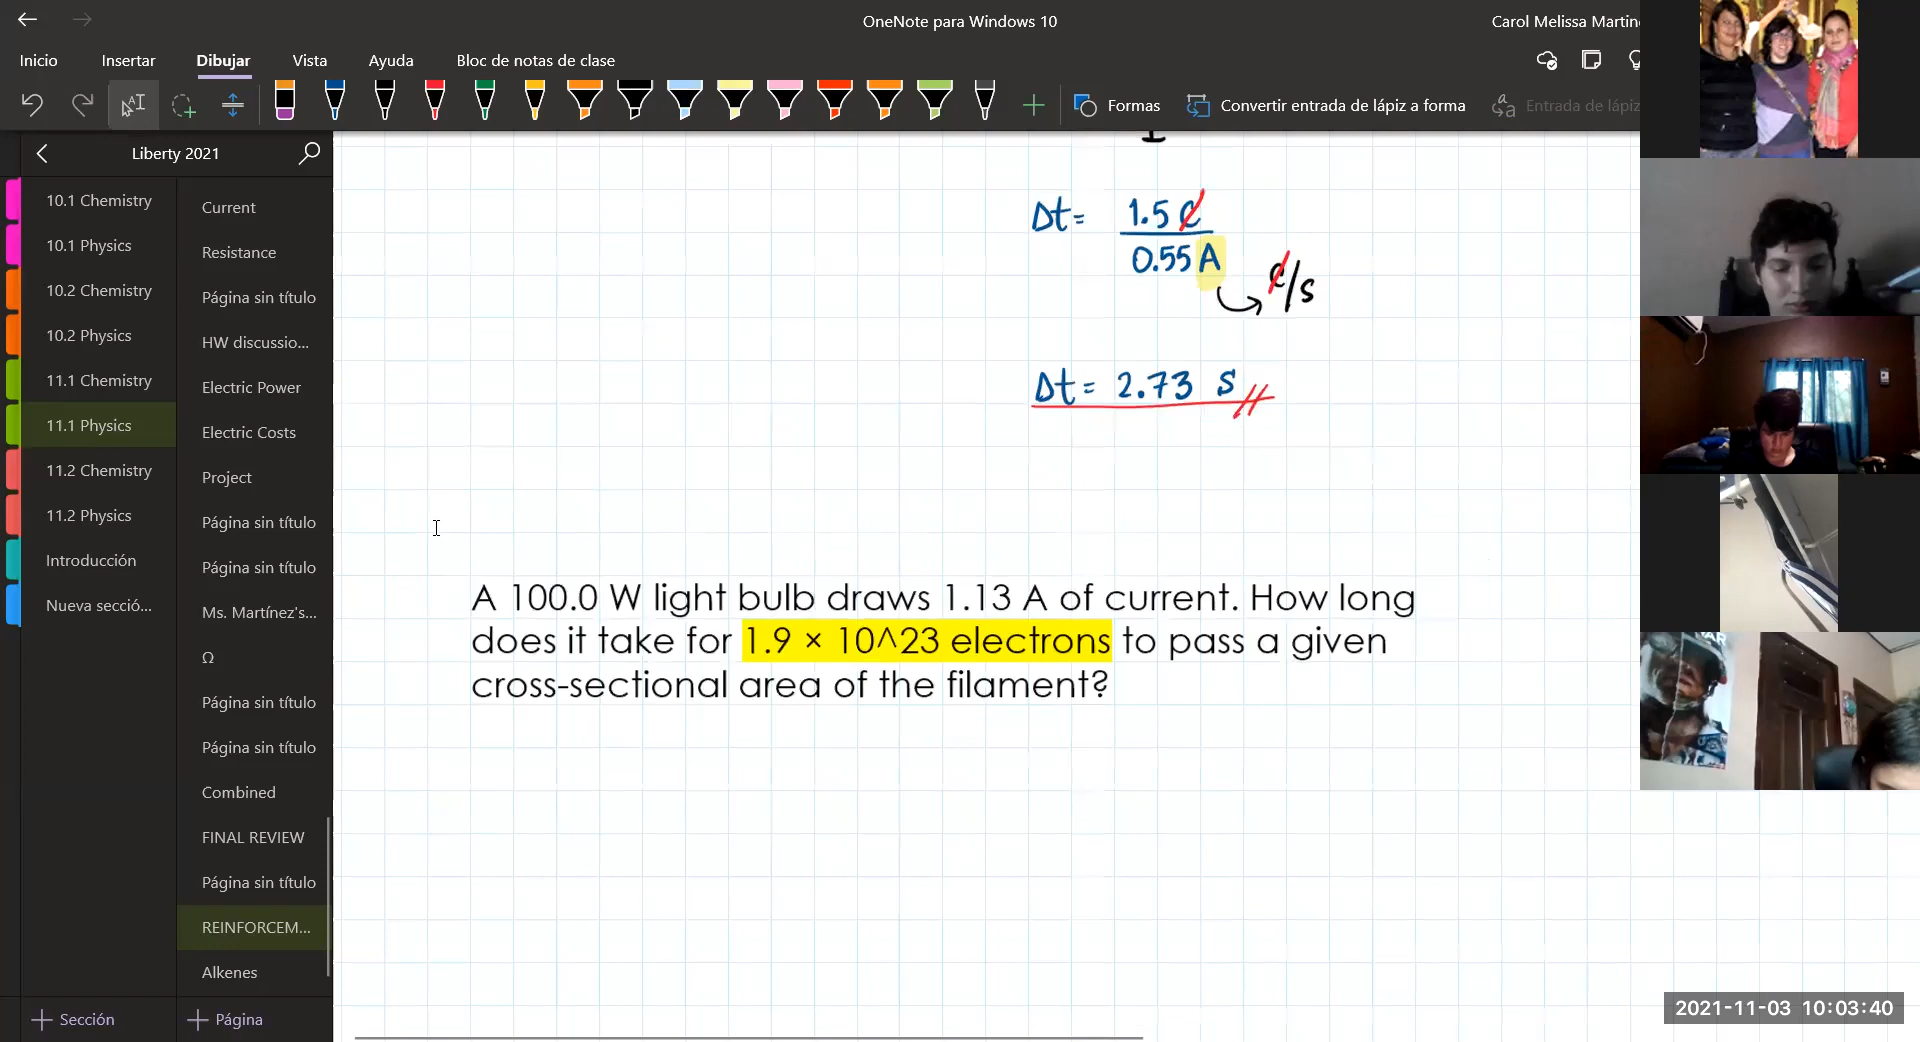 OneNote para Windows 10
Carol Melissa Martine
Inicio
Insertar
Dibujar
Vista
Ayuda
Bloc de notas de clase
Formas
Convertir entrada de lápiz a forma
Entrada de lápiz
Liberty 2021
10.1 Chemistry
10.1 Physics
10.2 Chemistry
10.2 Physics
11.1 Chemistry
11.1 Physics
11.2 Chemistry
11.2 Physics
Introducción
Nueva secció...
Sección
Current
Resistance
Página sin título
HW discussio...
Electric Power
Electric Costs
Project
Página sin título
Página sin título
Ms. Martínez's...
Ω
Página sin título
Página sin título
Combined
FINAL REVIEW
Página sin título
REINFORCEM...
Alkenes
Página
Δt = 1.5 C
0.55 A
C/s
Δt = 2.73 s
A 100.0 W light bulb draws 1.13 A of current. How long
does it take for 1.9 × 10^23 electrons to pass a given
cross-sectional area of the filament?
2021-11-03 10:03:40